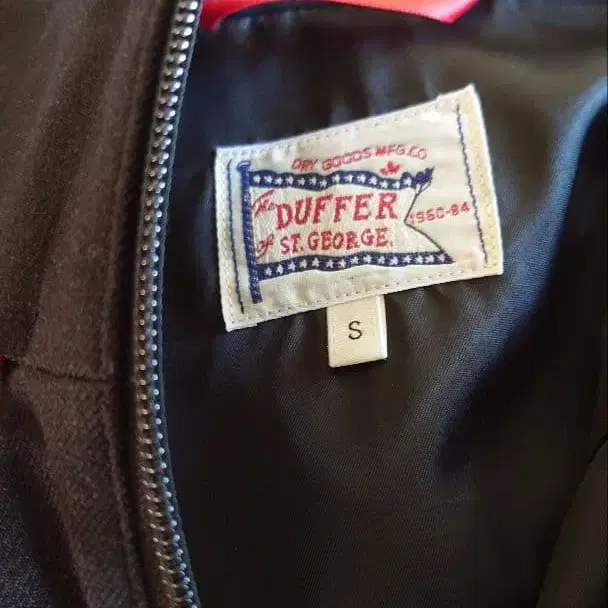 DRY GOODS MFG.CO
The DUFFER 1950-84
of ST. GEORGE.
S